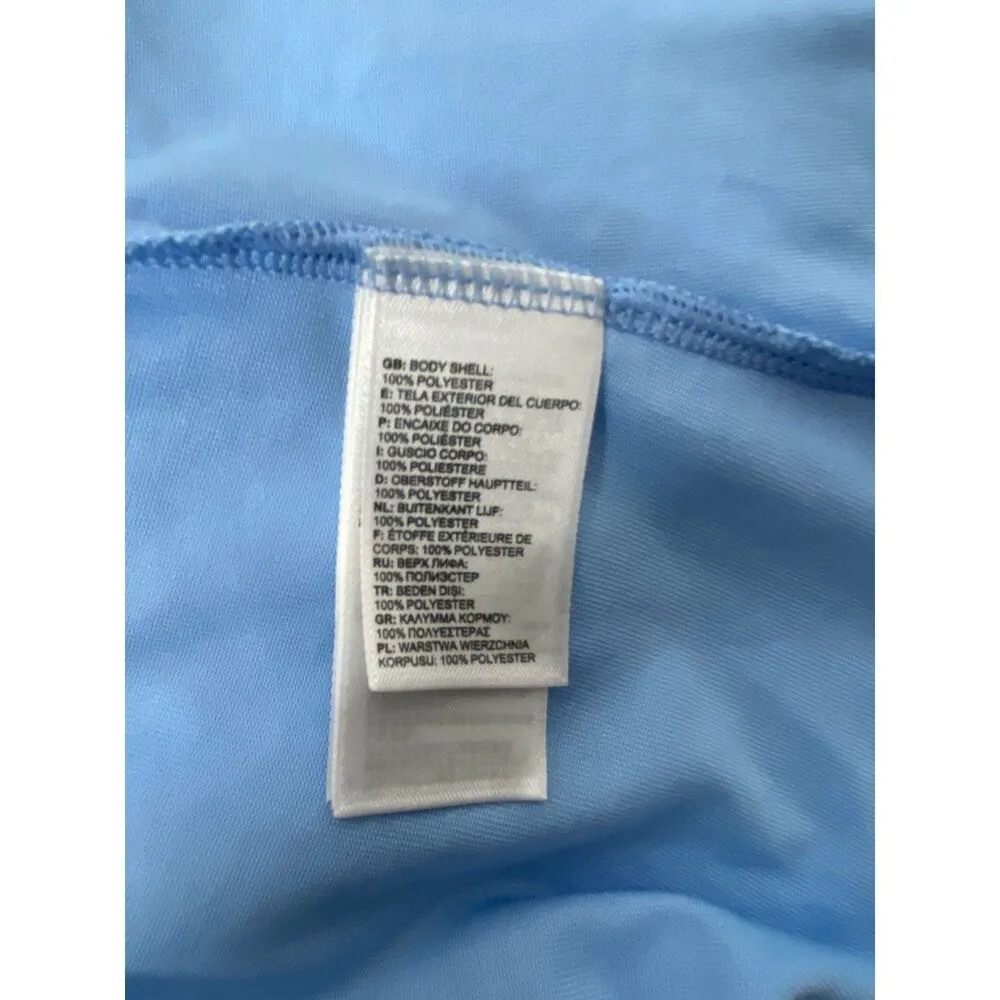 GB: BODY SHELL:
100% POLYESTER
E: TELA EXTERIOR DEL CUERPO:
100% POLIÉSTER
P: ENCAIXE DO CORPO:
100% POLIÉSTER
I: GUSCIO CORPO:
100% POLIESTERE
D: OBERSTOFF HAUPTTEIL:
100% POLYESTER
NL: BUITENKANT LIJF:
100% POLYESTER
F: ÉTOFFE EXTÉRIEURE DE
CORPS: 100% POLYESTER
RU: ВЕРХ ЛИФА:
100% ПОЛИЭСТЕР
TR: BEDEN DIŞI:
100% POLYESTER
GR: ΚΑΛΥΜΜΑ ΚΟΡΜΟΥ:
100% ΠΟΛΥΕΣΤΕΡΑΣ
PL: WARSTWA WIERZCHNIA
KORPUSU: 100% POLYESTER